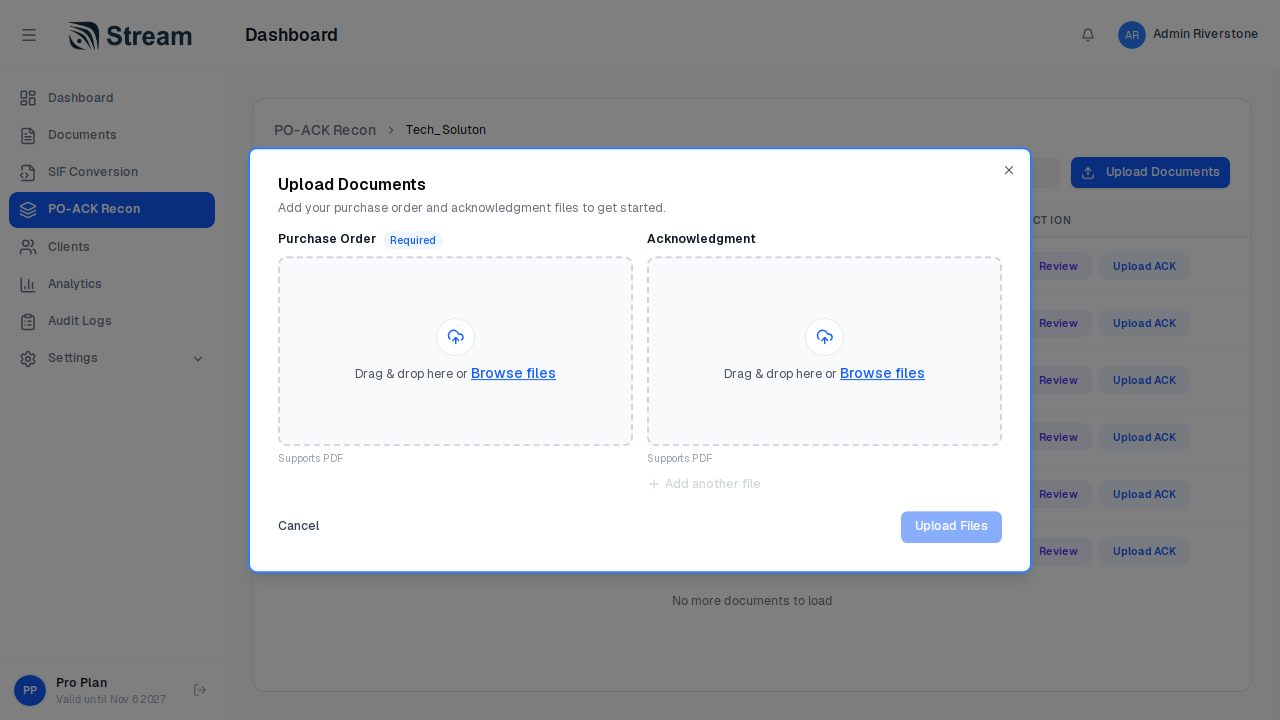 Stream
Dashboard
AR
Admin Riverstone
Dashboard
Documents
SIF Conversion
PO-ACK Recon
Clients
Analytics
Audit Logs
Settings
PP
Pro Plan
Valid until Nov 6 2027
PO-ACK Recon
Tech_Soluton
Upload Documents
CTION
Review
Upload ACK
Review
Upload ACK
Review
Upload ACK
Review
Upload ACK
Review
Upload ACK
Review
Upload ACK
No more documents to load
Upload Documents
Add your purchase order and acknowledgment files to get started.
Purchase Order
Required
Drag & drop here or Browse files
Supports PDF
Acknowledgment
Drag & drop here or Browse files
Supports PDF
Add another file
Cancel
Upload Files